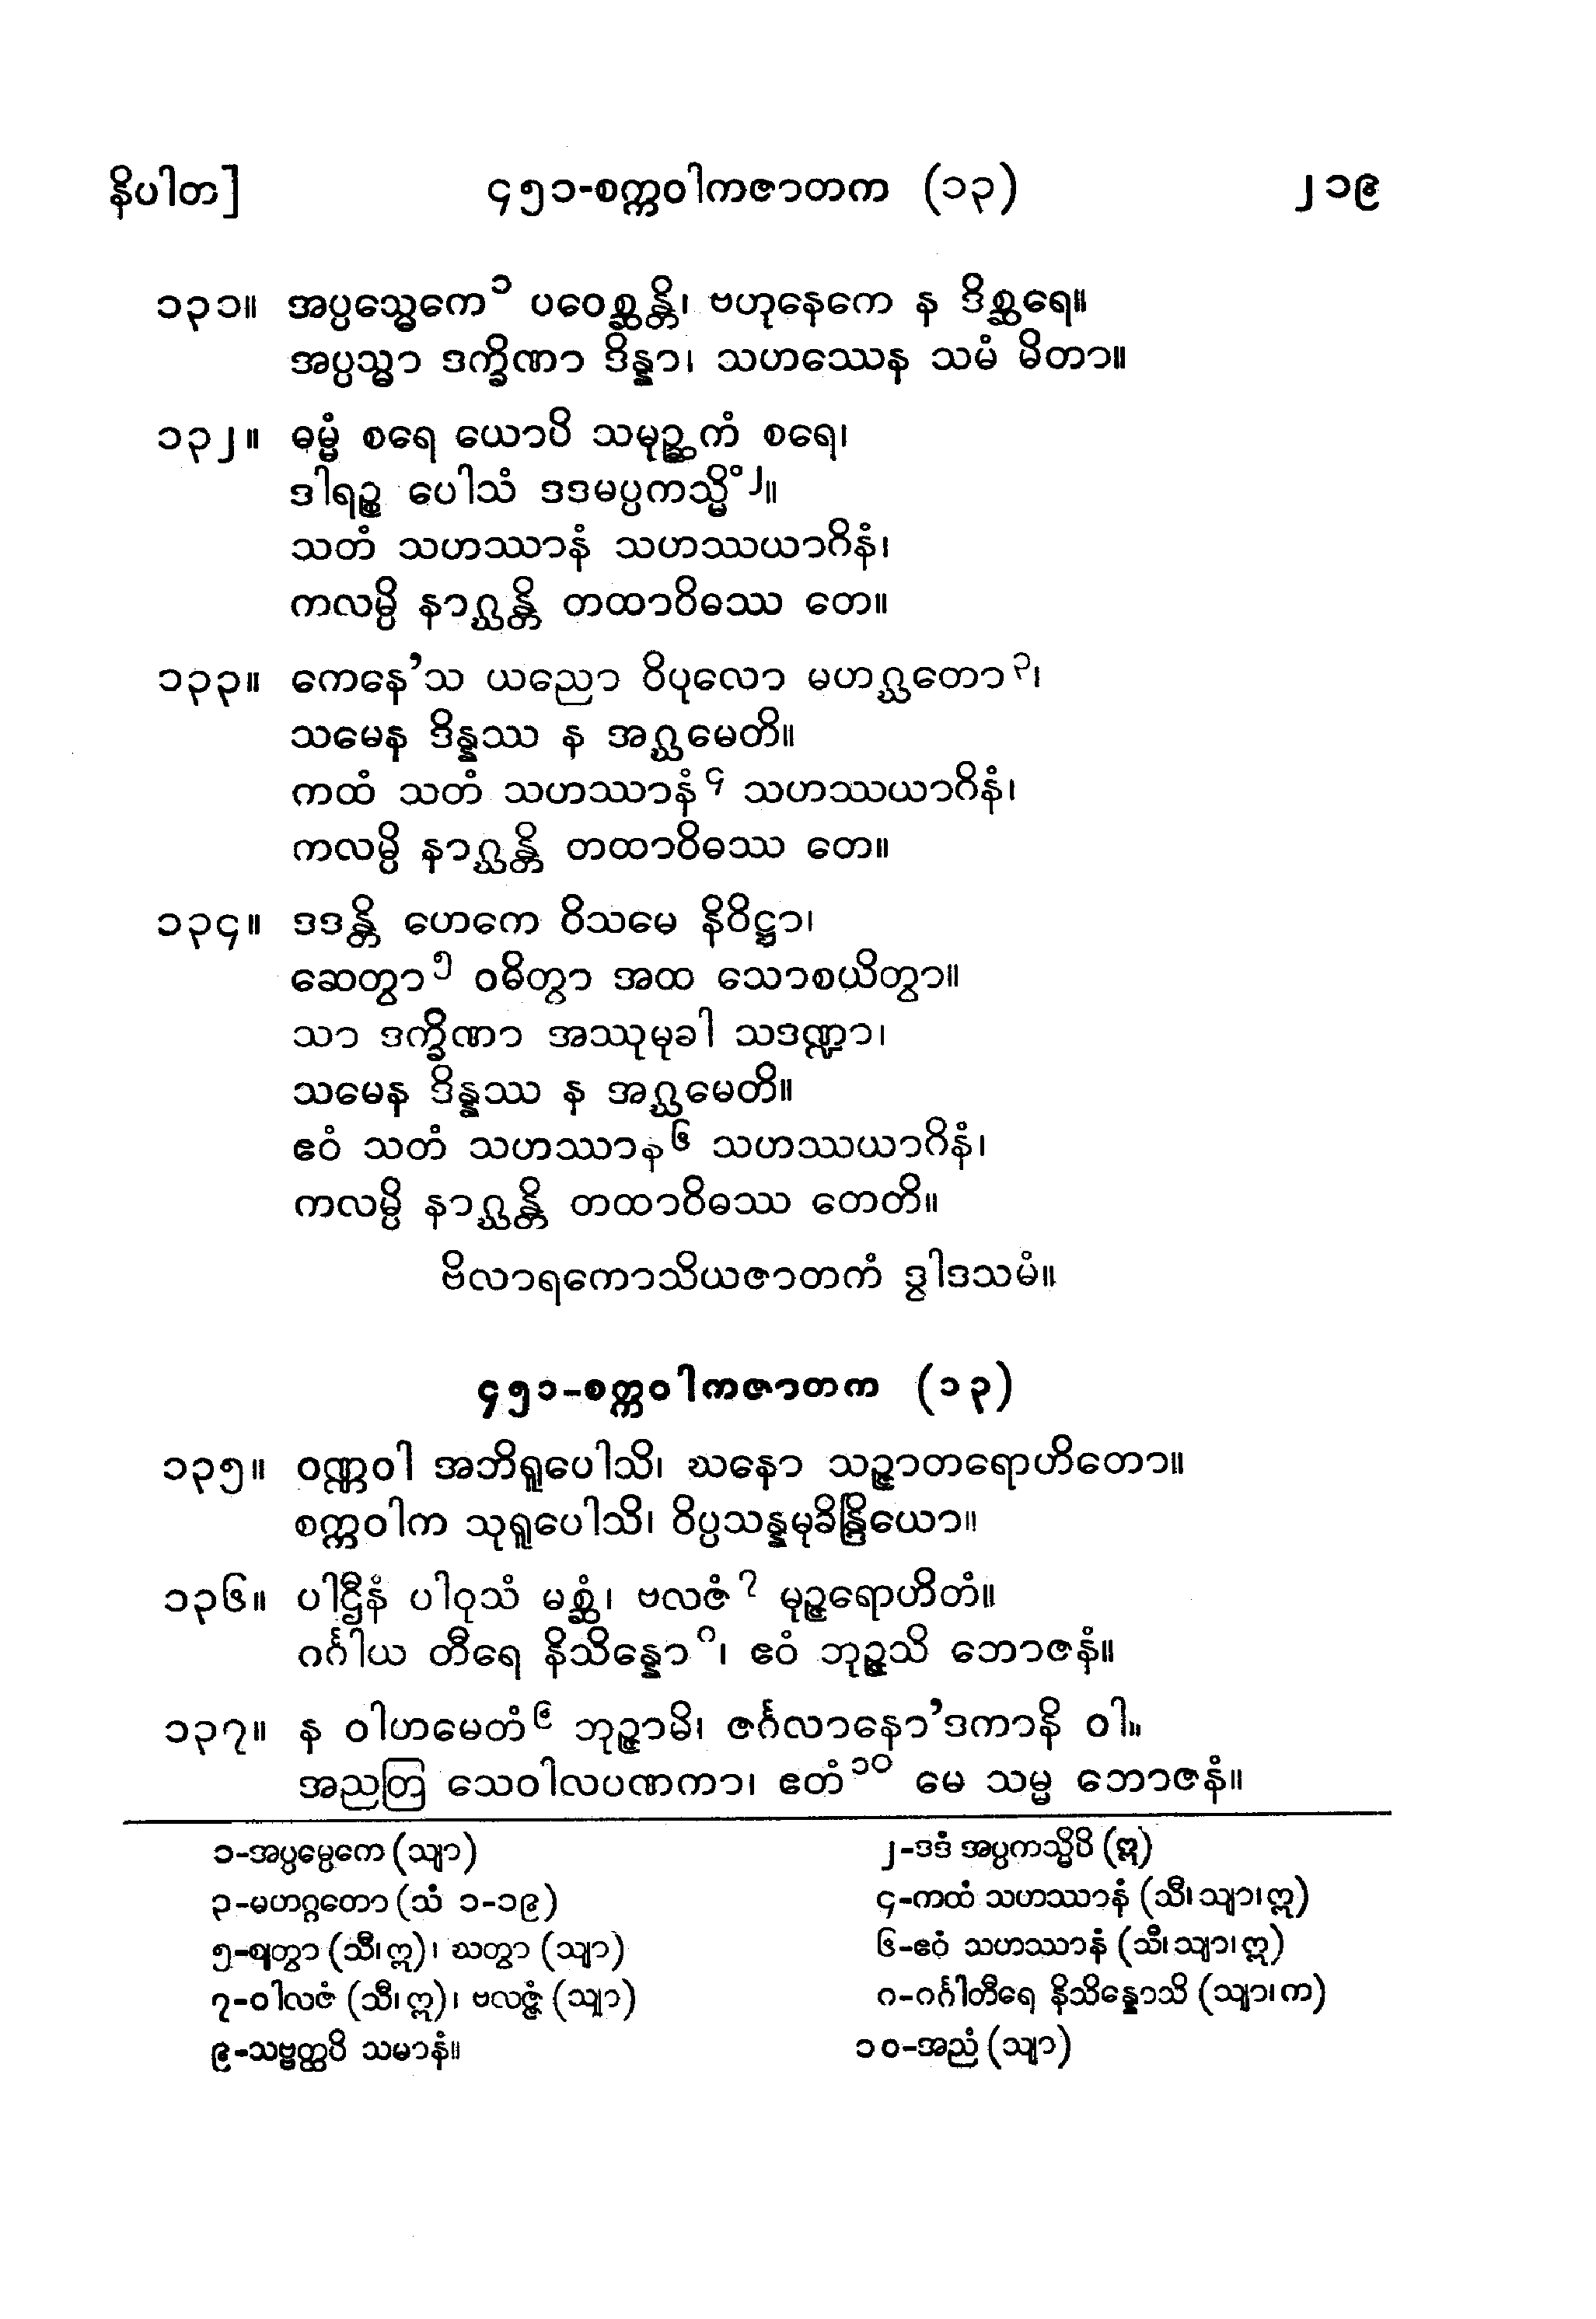 နိပါတ] ၄၅၁-စက္ကဝါကဇာတက (၁၃) ၂၁၉
၁၃၁။ အပ္ပသ္မေကေ၁ ပဝေစ္ဆန္တိ၊ ဗဟုနေကေ န ဒိစ္ဆရေ။
အပ္ပသ္မာ ဒက္ခိဏာ ဒိန္နာ၊ သဟဿေန သမံ မိတာ။
၁၃၂။ ဓမ္မံ စရေ ယောပိ သမုဉ္ဆကံ စရေ၊
ဒါရဉ္စ ပေါသံ ဒဒမပ္ပကသ္မိံ၂။
သတံ သဟဿာနံ သဟဿယာဂိနံ၊
ကလမ္ပိ နာဂ္ဃန္တိ တထာဝိဓဿ တေ။
၁၃၃။ ကေနေ’သ ယညော ဝိပုလော မဟဂ္ဃတော၃၊
သမေန ဒိန္နဿ န အဂ္ဃမေတိ။
ကထံ သတံ သဟဿာနံ၄ သဟဿယာဂိနံ၊
ကလမ္ပိ နာဂ္ဃန္တိ တထာဝိဓဿ တေ။
၁၃၄။ ဒဒန္တိ ဟေကေ ဝိသမေ နိဝိဋ္ဌာ၊
ဆေတွာ၅ ဝဓိတွာ အထ သောစယိတွာ။
သာ ဒက္ခိဏာ အဿုမုခါ သဒဏ္ဍာ၊
သမေန ဒိန္နဿ န အဂ္ဃမေတိ။
ဧဝံ သတံ သဟဿာန၆ သဟဿယာဂိနံ၊
ကလမ္ပိ နာဂ္ဃန္တိ တထာဝိဓဿ တေတိ။
ဗိလာရကောသိယဇာတကံ ဒွါဒသမံ။
၄၅၁-စက္ကဝါကဇာတက (၁၃)
၁၃၅။ ဝဏ္ဏဝါ အဘိရူပေါသိ၊ ဃနော သဉ္ဇာတရောဟိတော။
စက္ကဝါက သုရူပေါသိ၊ ဝိပ္ပသန္နမုခိန္ဒြိယော။
၁၃၆။ ပါဌီနံ ပါဝုသံ မစ္ဆံ၊ ဗလဇံ၇ မုဉ္ဇရောဟိတံ။
ဂင်္ဂါယ တီရေ နိသိန္နော၈၊ ဧဝံ ဘုဉ္ဇသိ ဘောဇနံ။
၁၃၇။ န ဝါဟမေတံ၉ ဘုဉ္ဇာမိ၊ ဇင်္ဂလာနော’ဒကာနိ ဝါ။
အညတြ သေဝါလပဏကာ၊ ဧတံ၁၀ မေ သမ္မ ဘောဇနံ။
၁-အပ္ပမ္ပေကေ (သျာ) ၂-ဒဒံ အပ္ပကသ္မိပိ (ဣ)
၃-မဟဂ္ဂတော (သံ ၁-၁၉) ၄-ကထံ သဟဿာနံ (သီ၊ သျာ၊ ဣ)
၅-ဈတွာ (သီ၊ ဣ)၊ ဃတွာ (သျာ) ၆-ဧဝံ သဟဿာနံ (သီ၊ သျာ၊ ဣ)
၇-ဝါလဇံ (သီ၊ ဣ)၊ ဗလဇ္ဇံ (သျာ) ၈-ဂင်္ဂါတီရေ နိသိန္နောသိ (သျာ၊ က)
၉-သဗ္ဗတ္ထပိ သမာနံ။ ၁၀-အညံ (သျာ)